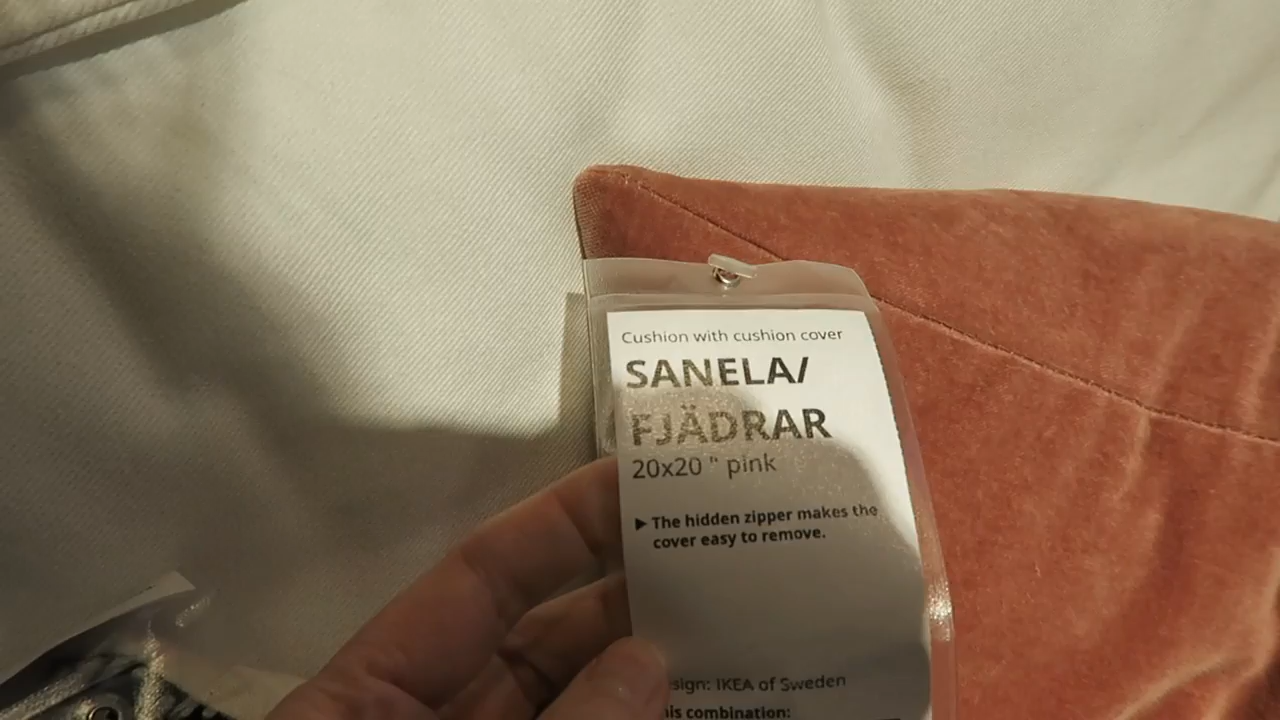 Cushion with cushion cover
SANELA/
FJÄDRAR
20x20 " pink
▶ The hidden zipper makes the
cover easy to remove.
IKEA of Sweden
combination: